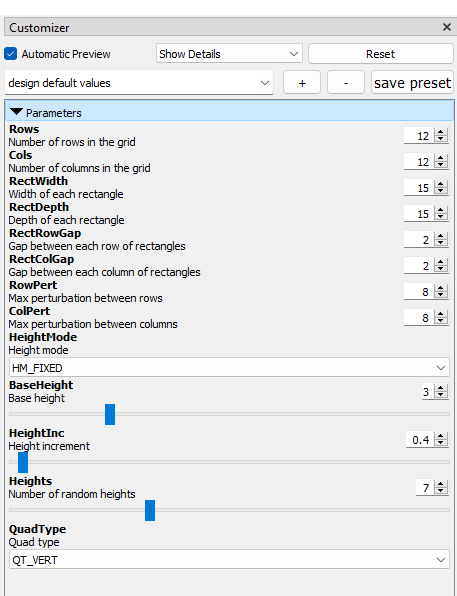 Customizer
Automatic Preview Show Details Reset
design default values + - save preset
Parameters
Rows
Number of rows in the grid 12
Cols
Number of columns in the grid 12
RectWidth
Width of each rectangle 15
RectDepth
Depth of each rectangle 15
RectRowGap
Gap between each row of rectangles 2
RectColGap
Gap between each column of rectangles 2
RowPert
Max perturbation between rows 8
ColPert
Max perturbation between columns 8
HeightMode
Height mode
HM_FIXED
BaseHeight
Base height 3
HeightInc
Height increment 0.4
Heights
Number of random heights 7
QuadType
Quad type
QT_VERT